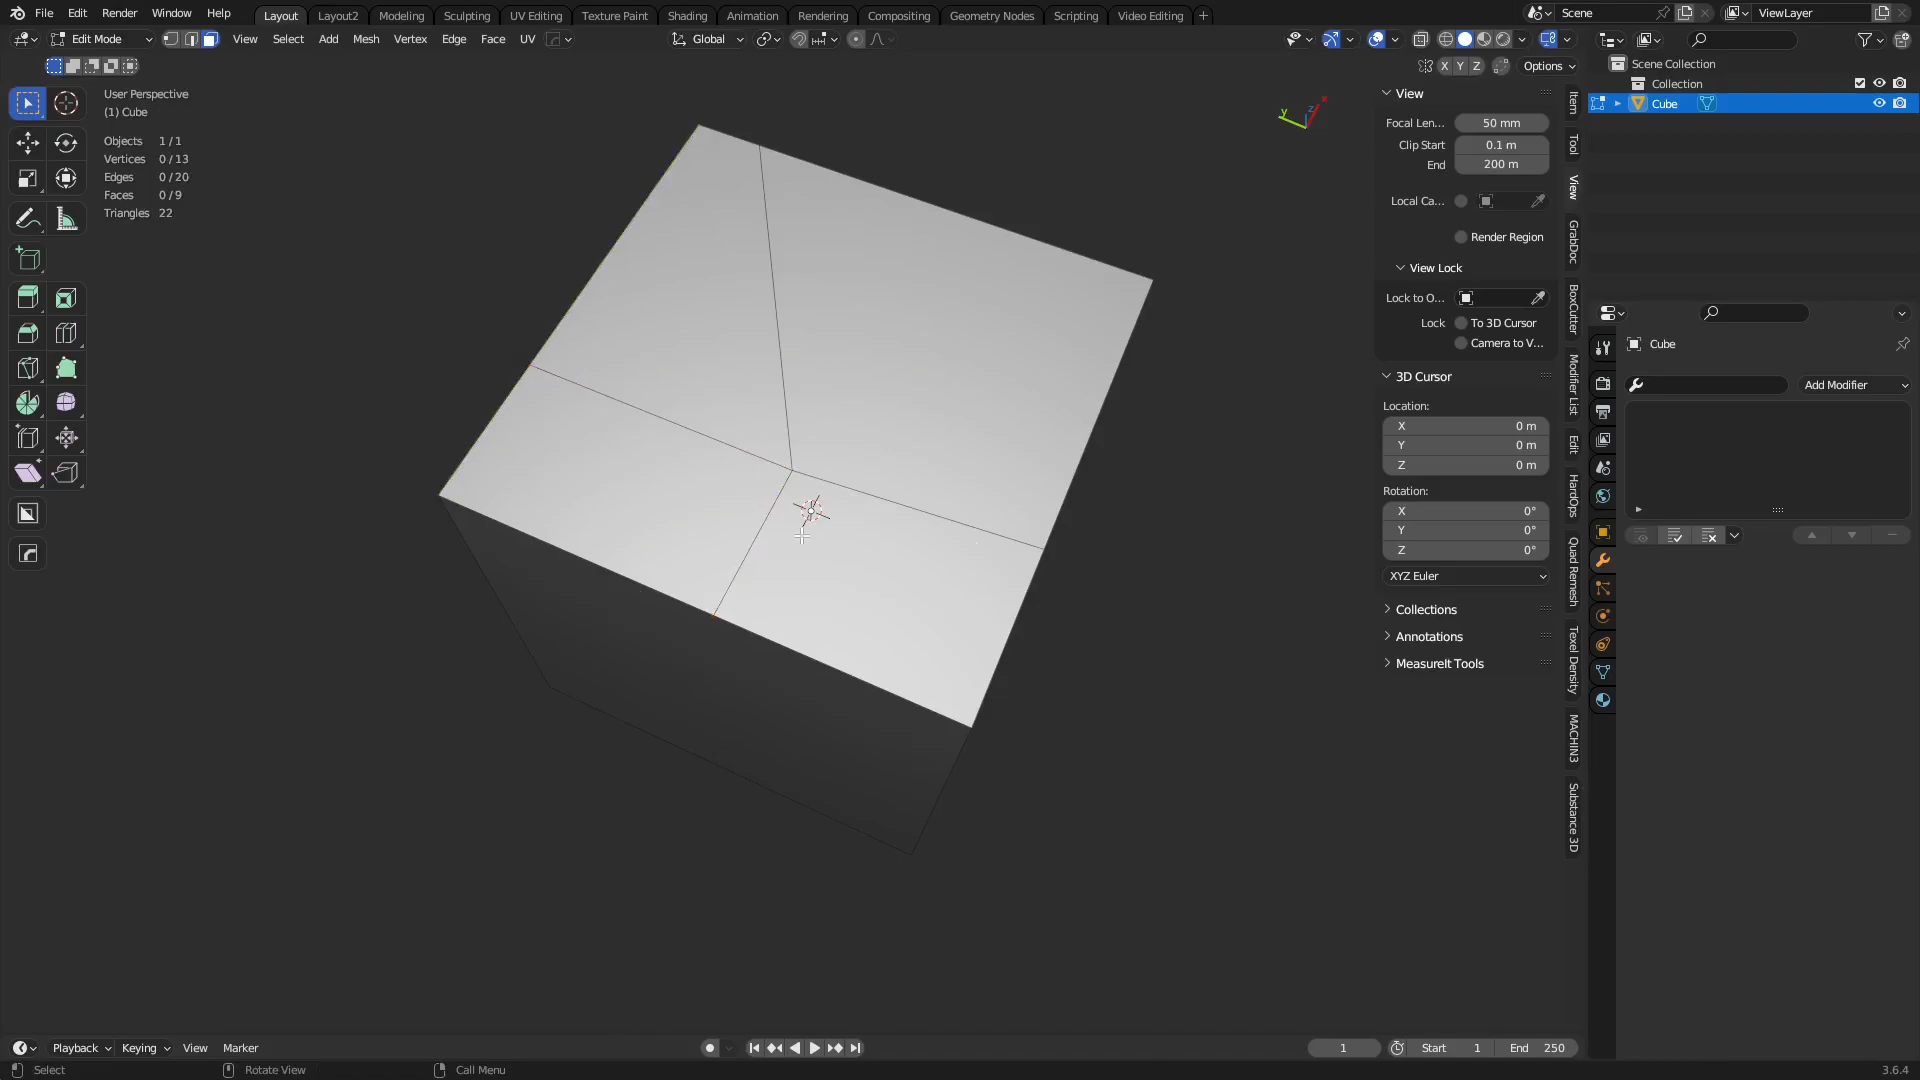 File Edit Render Window Help Layout Layout2 Modeling Sculpting UV Editing Texture Paint Shading Animation Rendering Compositing Geometry Nodes Scripting Video Editing + Scene ViewLayer
Edit Mode View Select Add Mesh Vertex Edge Face UV Global
X Y Z Options
User Perspective
(1) Cube
Objects 1 / 1
Vertices 0 / 13
Edges 0 / 20
Faces 0 / 9
Triangles 22
Y Z X
View
Focal Len... 50 mm
Clip Start 0.1 m
End 200 m
Local Ca...
Render Region
View Lock
Lock to O...
Lock To 3D Cursor
Camera to V...
3D Cursor
Location:
X 0 m
Y 0 m
Z 0 m
Rotation:
X 0°
Y 0°
Z 0°
XYZ Euler
Collections
Annotations
MeasureIt Tools
Item
Tool
View
GrabDoc
BoxCutter
Modifier List
Edit
HardOps
Quad Remesh
Texel Density
MACHIN3
Substance 3D
Scene Collection
Collection
Cube
Cube
Add Modifier
Playback Keying View Marker 1 Start 1 End 250
Select Rotate View Call Menu 3.6.4